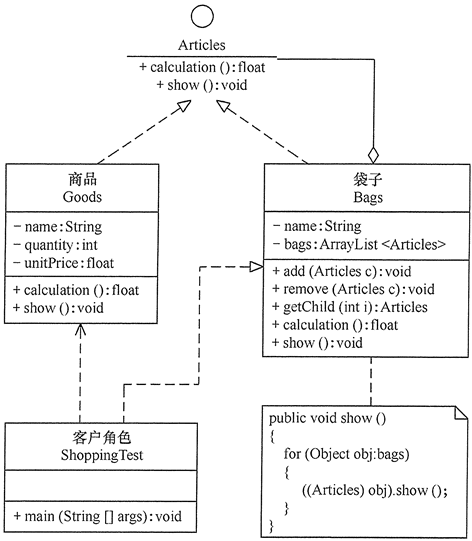 Articles
+ calculation ():float
+ show ():void
商品
Goods
- name:String
- quantity:int
- unitPrice:float
+ calculation ():float
+ show ():void
袋子
Bags
- name:String
- bags:ArrayList <Articles>
+ add (Articles c):void
+ remove (Articles c):void
+ getChild (int i):Articles
+ calculation ():float
+ show ():void
客户角色
ShoppingTest
+ main (String [] args):void
public void show ()
{
for (Object obj:bags)
{
((Articles) obj).show ();
}
}